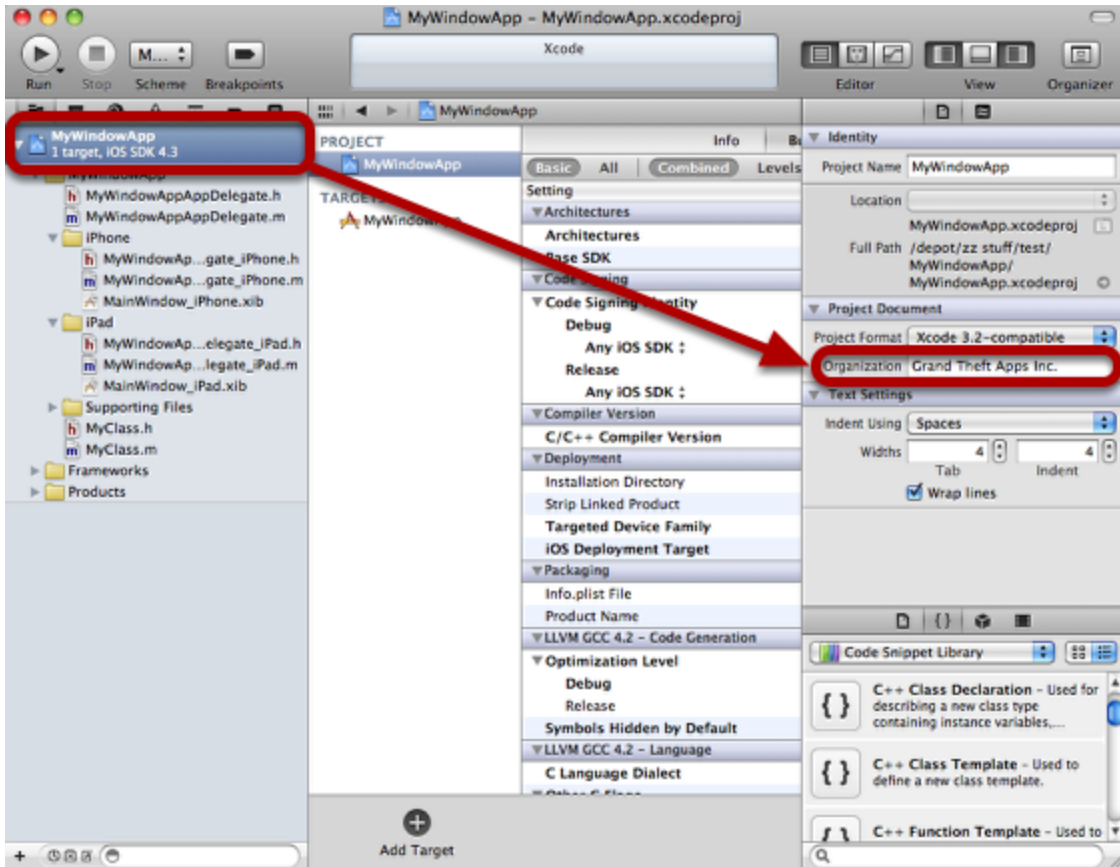 MyWindowApp – MyWindowApp.xcodeproj
Run
Stop
M...
Scheme
Breakpoints
Xcode
Editor
View
Organizer
MyWindowApp
1 target, iOS SDK 4.3
MyWindowApp
MyWindowAppAppDelegate.h
MyWindowAppAppDelegate.m
iPhone
MyWindowAp...gate_iPhone.h
MyWindowAp...gate_iPhone.m
MainWindow_iPhone.xib
iPad
MyWindowAp...elegate_iPad.h
MyWindowAp...legate_iPad.m
MainWindow_iPad.xib
Supporting Files
MyClass.h
MyClass.m
Frameworks
Products
MyWindowApp
PROJECT
MyWindowApp
TARGETS
MyWindowApp
Add Target
Info
Basic All Combined Levels
Setting
Architectures
Architectures
Base SDK
Code Signing
Code Signing Identity
Debug
Any iOS SDK
Release
Any iOS SDK
Compiler Version
C/C++ Compiler Version
Deployment
Installation Directory
Strip Linked Product
Targeted Device Family
iOS Deployment Target
Packaging
Info.plist File
Product Name
LLVM GCC 4.2 – Code Generation
Optimization Level
Debug
Release
Symbols Hidden by Default
LLVM GCC 4.2 – Language
C Language Dialect
Identity
Project Name MyWindowApp
Location
MyWindowApp.xcodeproj
Full Path /depot/zz stuff/test/
MyWindowApp/
MyWindowApp.xcodeproj
Project Document
Project Format Xcode 3.2–compatible
Organization Grand Theft Apps Inc.
Text Settings
Indent Using Spaces
Widths 4 4
Tab Indent
Wrap lines
Code Snippet Library
C++ Class Declaration – Used for
describing a new class type
containing instance variables,...
C++ Class Template – Used to
define a new class template.
C++ Function Template – Used to